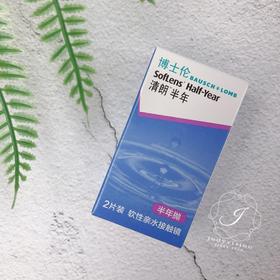 博士伦
BAUSCH + LOMB
SofLens Half-Year
清朗 半年
半年抛
2片装 软性亲水接触镜
J